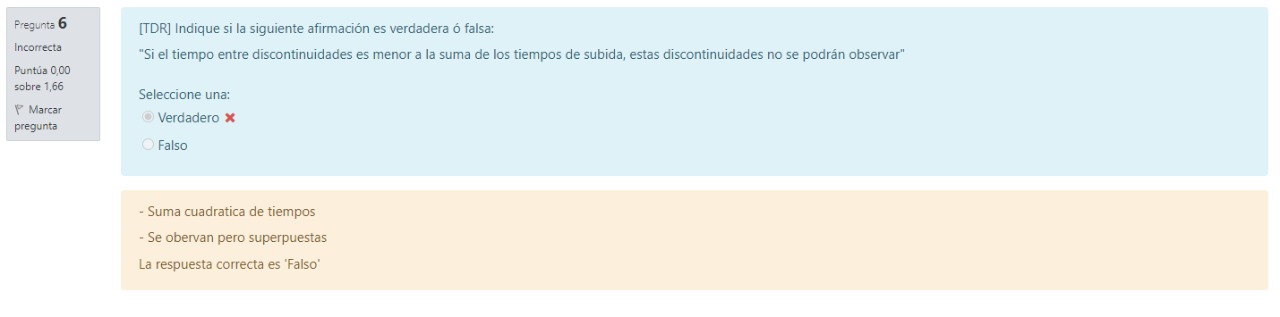 Pregunta 6
Incorrecta
Puntúa 0,00
sobre 1,66
Marcar
pregunta
[TDR] Indique si la siguiente afirmación es verdadera ó falsa:
"Si el tiempo entre discontinuidades es menor a la suma de los tiempos de subida, estas discontinuidades no se podrán observar"
Seleccione una:
Verdadero
Falso
- Suma cuadratica de tiempos
- Se obervan pero superpuestas
La respuesta correcta es 'Falso'